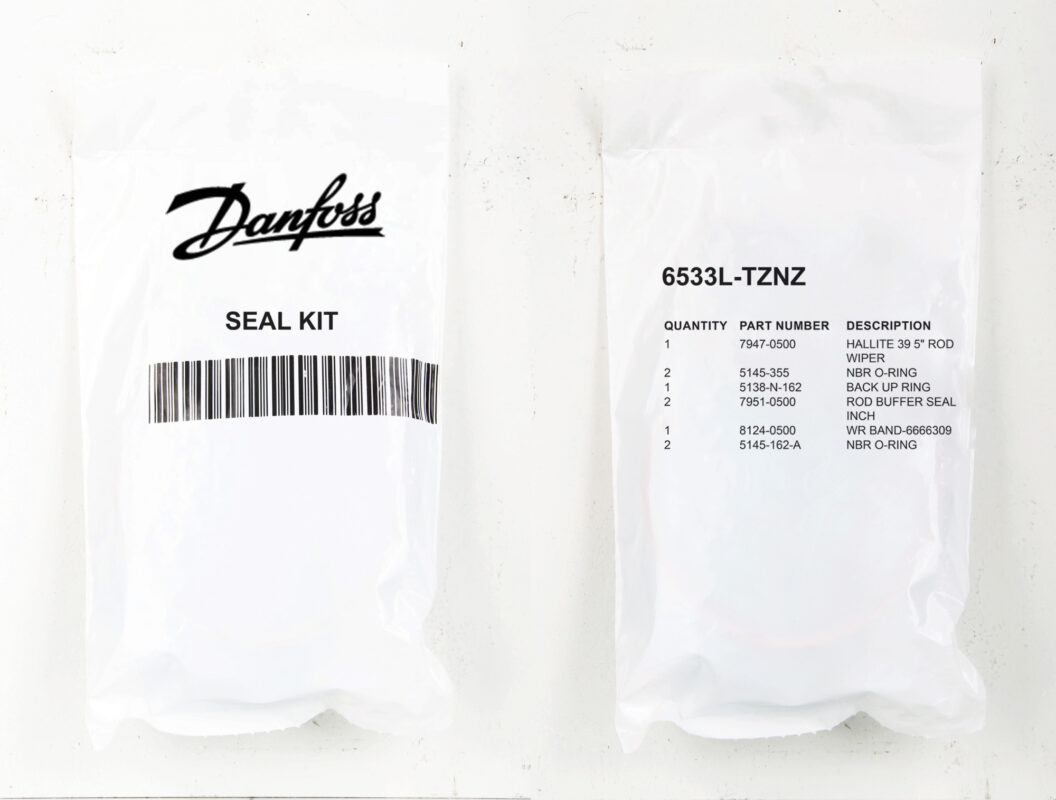 Danfoss
SEAL KIT
6533L-TZNZ
QUANTITY PART NUMBER DESCRIPTION
1 7947-0500 HALLITE 39 5" ROD
WIPER
2 5145-355 NBR O-RING
1 5138-N-162 BACK UP RING
2 7951-0500 ROD BUFFER SEAL
INCH
1 8124-0500 WR BAND-6666309
2 5145-162-A NBR O-RING